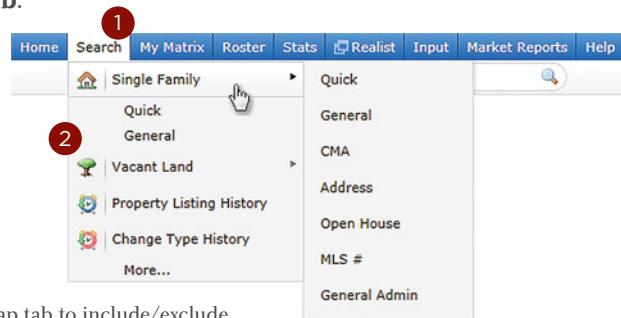 b.
1
Home Search My Matrix Roster Stats Realist Input Market Reports Help
Single Family
Quick
General
2
Vacant Land
Property Listing History
Change Type History
More...
Quick
General
CMA
Address
Open House
MLS #
General Admin
ap tab to include/exclude